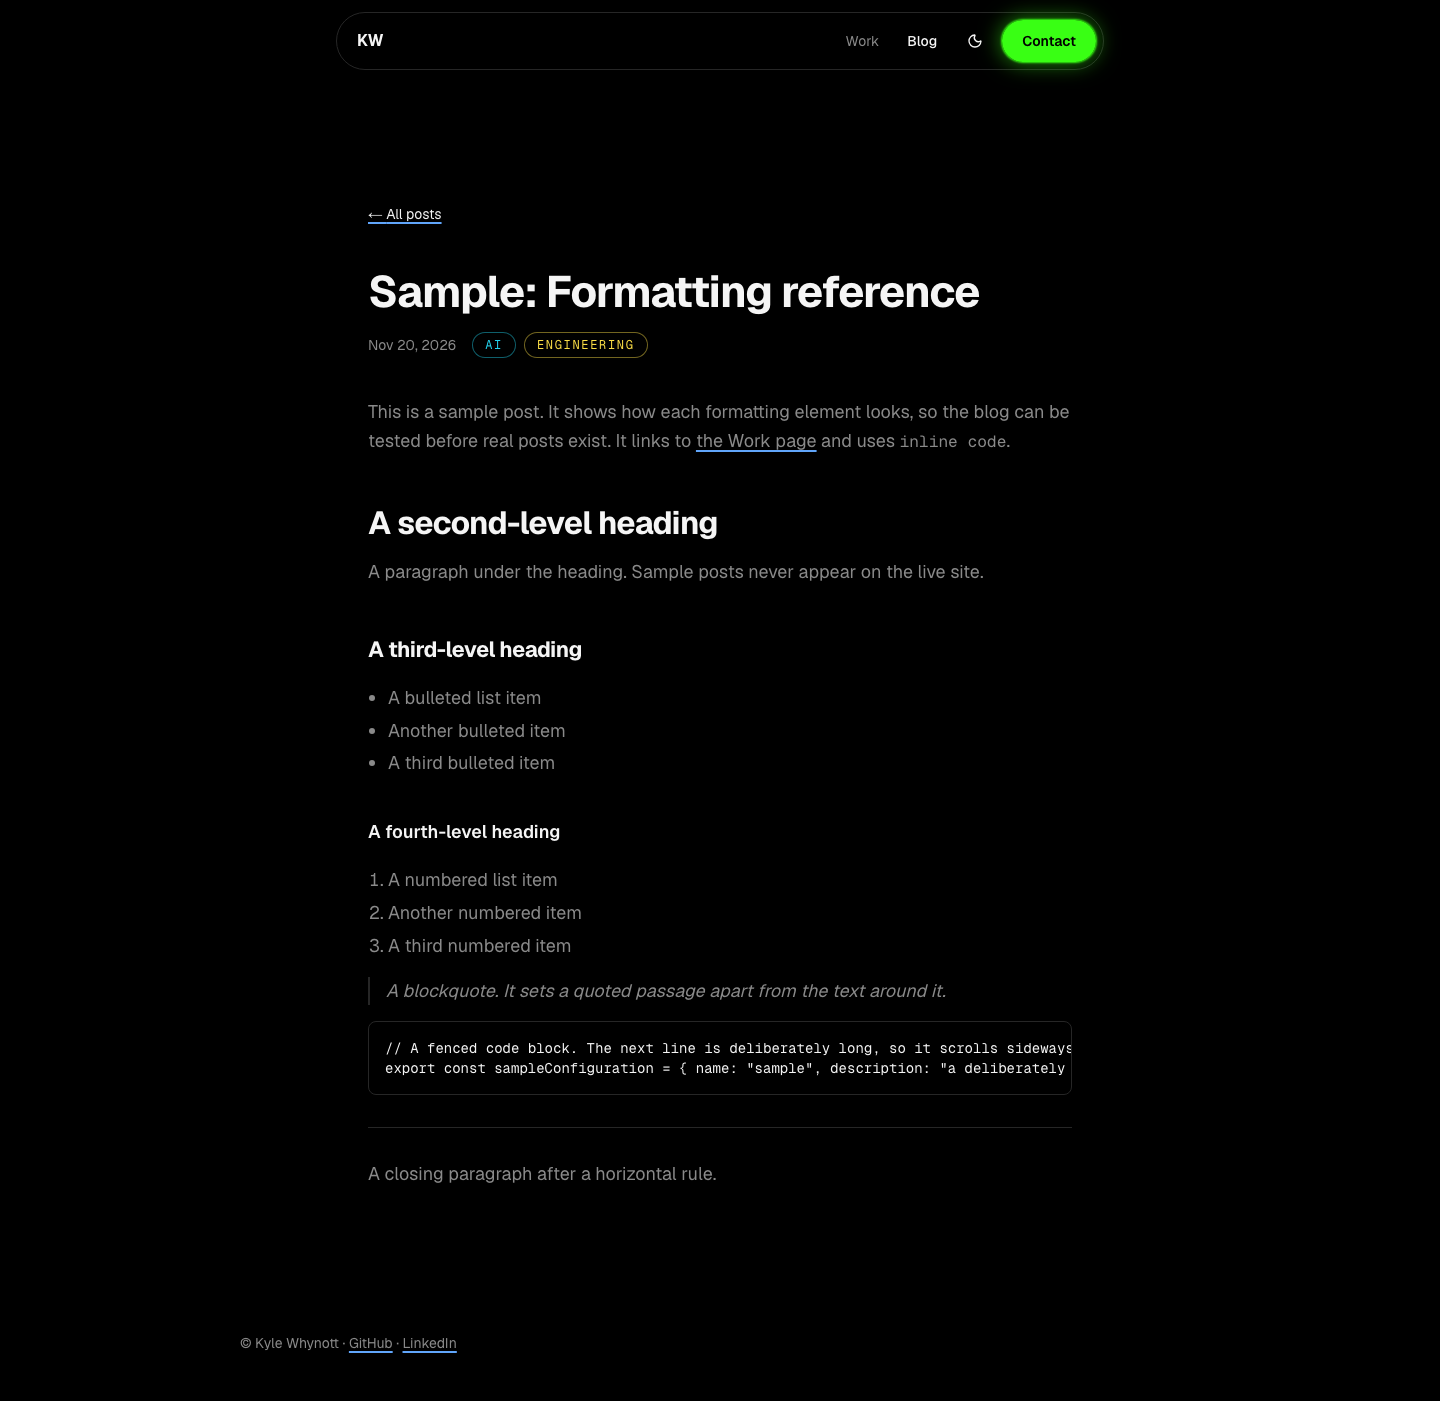 KW
Work
Blog
Contact
← All posts
Sample: Formatting reference
Nov 20, 2026
AI
ENGINEERING
This is a sample post. It shows how each formatting element looks, so the blog can be
tested before real posts exist. It links to the Work page and uses inline code.
A second-level heading
A paragraph under the heading. Sample posts never appear on the live site.
A third-level heading
• A bulleted list item
• Another bulleted item
• A third bulleted item
A fourth-level heading
1. A numbered list item
2. Another numbered item
3. A third numbered item
A blockquote. It sets a quoted passage apart from the text around it.
// A fenced code block. The next line is deliberately long, so it scrolls sideways
export const sampleConfiguration = { name: "sample", description: "a deliberately
A closing paragraph after a horizontal rule.
© Kyle Whynott · GitHub · LinkedIn